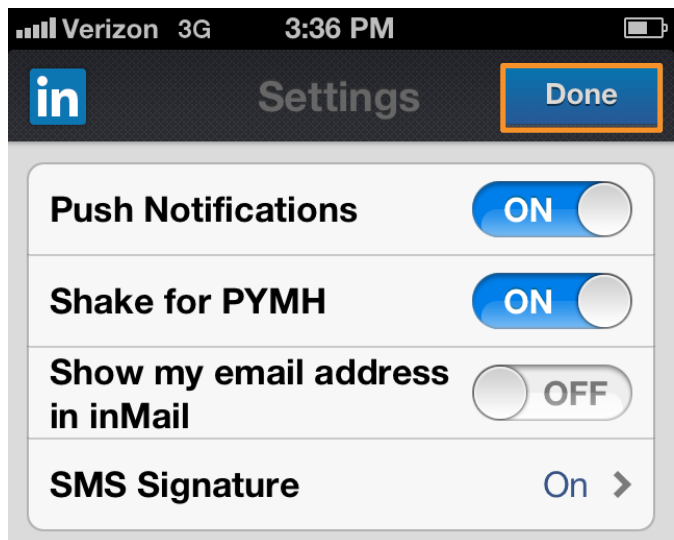 Verizon 3G 3:36 PM
in Settings Done
Push Notifications ON
Shake for PYMH ON
Show my email address
in inMail OFF
SMS Signature On